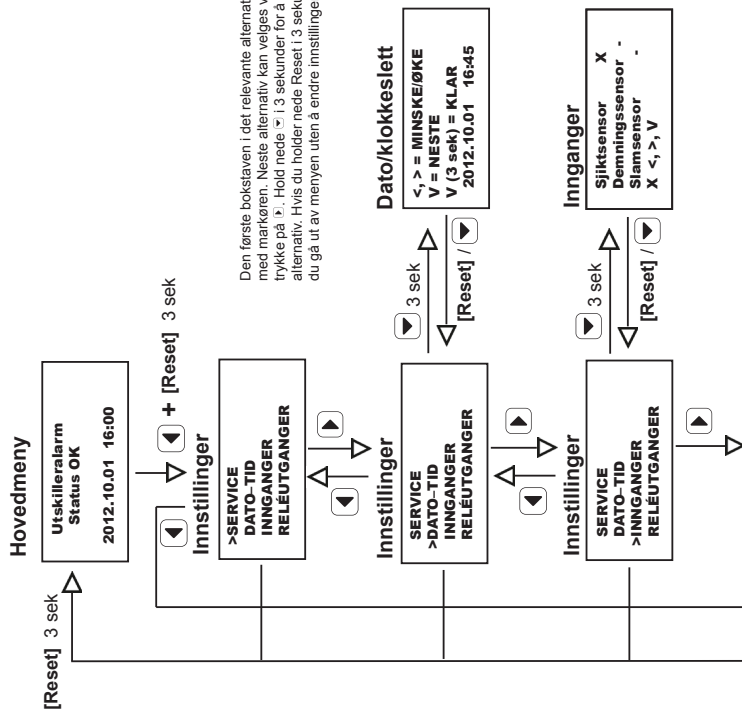 Hovedmeny
[Reset] 3 sek
Utskilleralarm
Status OK
2012.10.01 16:00
+ [Reset] 3 sek
Innstillinger
>SERVICE
DATO–TID
INNGANGER
RELÉUTGANGER
Den første bokstaven i det relevante alternat
med markøren. Neste alternativ kan velges v
trykke på . Hold nede i 3 sekunder for å
alternativ. Hvis du holder nede Reset i 3 seku
du gå ut av menyen uten å endre innstillinge
Innstillinger
SERVICE
>DATO–TID
INNGANGER
RELÉUTGANGER
3 sek
[Reset] /
Dato/klokkeslett
<, > = MINSKE/ØKE
V = NESTE
V (3 sek) = KLAR
2012.10.01 16:45
Innstillinger
SERVICE
DATO–TID
>INNGANGER
RELÉUTGANGER
3 sek
[Reset] /
Innganger
Sjiktsensor X
Demningssensor -
Slamsensor -
X <, >, V